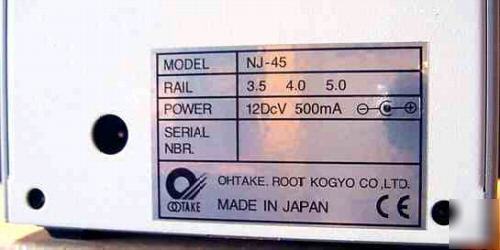 MODEL NJ-45
RAIL 3.5 4.0 5.0
POWER 12DcV 500mA
SERIAL
NBR.
OHTAKE. ROOT KOGYO CO.,LTD.
OOTAKE MADE IN JAPAN CE